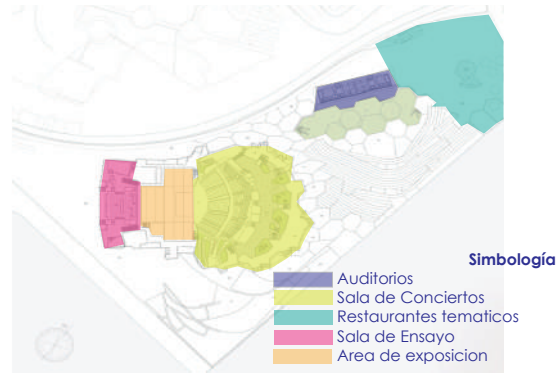 Simbología
Auditorios
Sala de Conciertos
Restaurantes tematicos
Sala de Ensayo
Area de exposicion